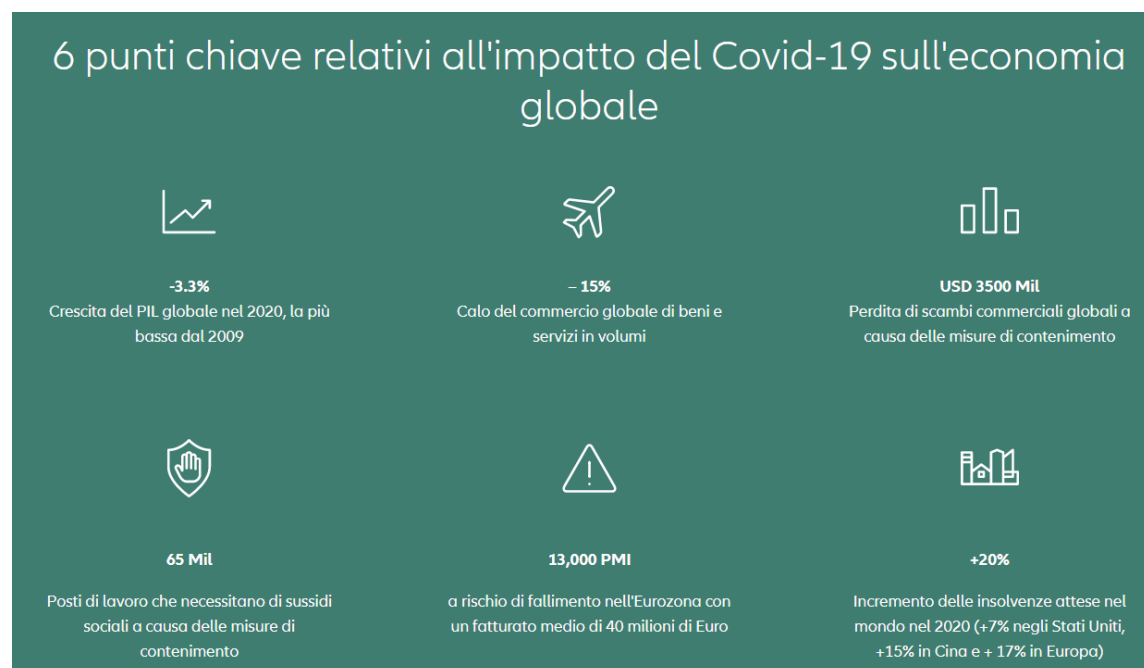 6 punti chiave relativi all'impatto del Covid-19 sull'economia
globale
-3.3%
Crescita del PIL globale nel 2020, la più
bassa dal 2009
– 15%
Calo del commercio globale di beni e
servizi in volumi
USD 3500 Mil
Perdita di scambi commerciali globali a
causa delle misure di contenimento
65 Mil
Posti di lavoro che necessitano di sussidi
sociali a causa delle misure di
contenimento
13,000 PMI
a rischio di fallimento nell'Eurozona con
un fatturato medio di 40 milioni di Euro
+20%
Incremento delle insolvenze attese nel
mondo nel 2020 (+7% negli Stati Uniti,
+15% in Cina e + 17% in Europa)